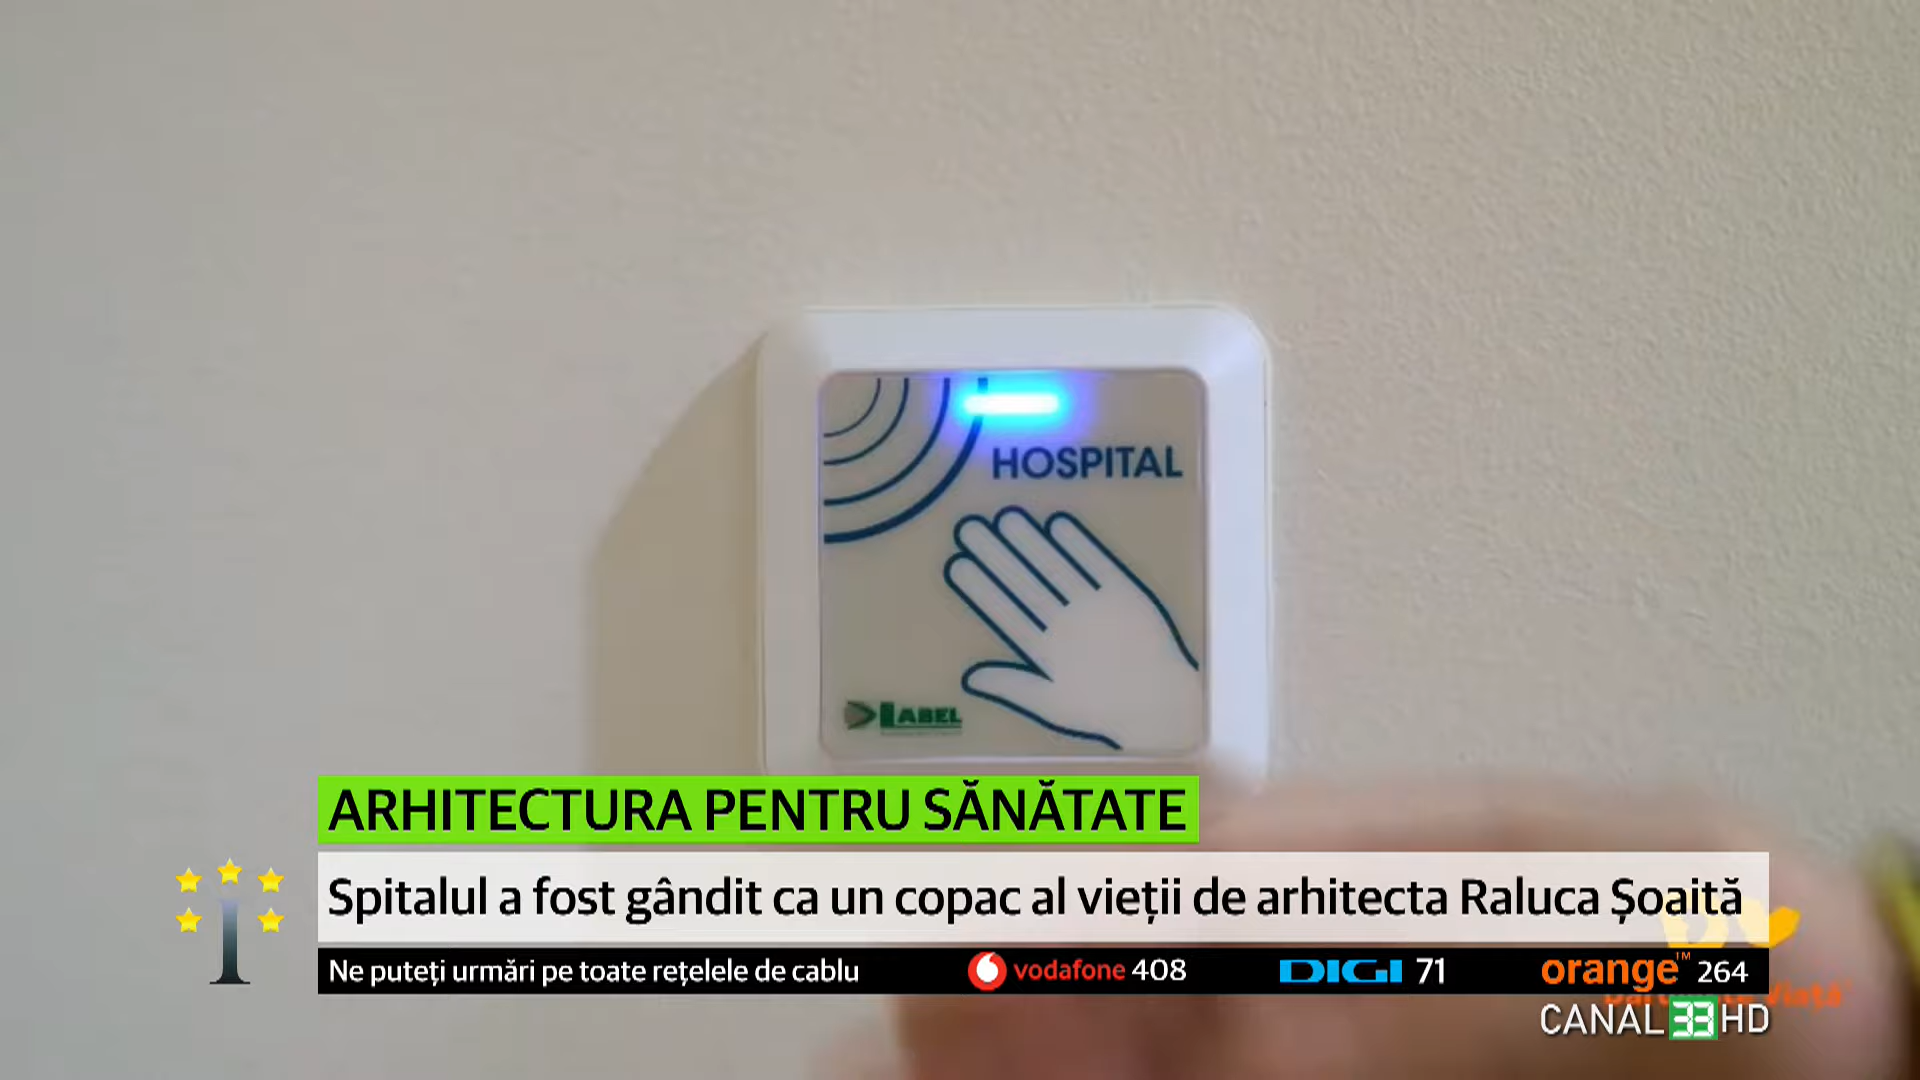 HOSPITAL
LABEL
ARHITECTURA PENTRU SĂNĂTATE
Spitalul a fost gândit ca un copac al vieții de arhitecta Raluca Șoaită
Ne puteți urmări pe toate rețelele de cablu vodafone 408 DIGI 71 orange™ 264
Viață
CANAL 33 HD